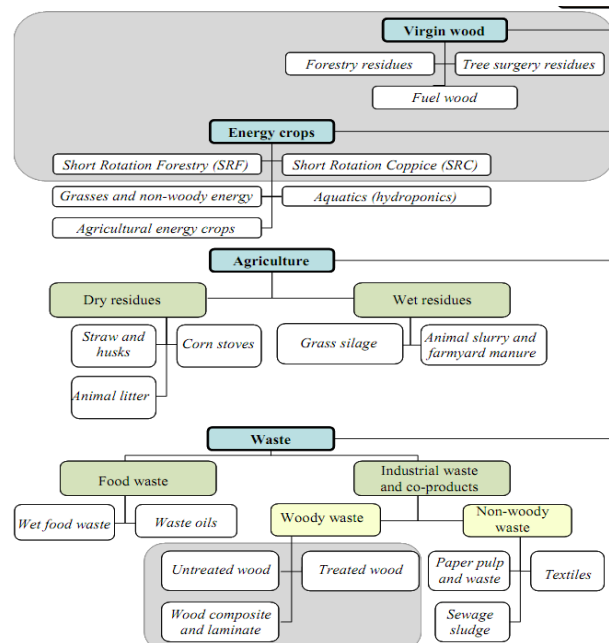 Virgin wood
Forestry residues
Tree surgery residues
Fuel wood
Energy crops
Short Rotation Forestry (SRF)
Short Rotation Coppice (SRC)
Grasses and non-woody energy
Aquatics (hydroponics)
Agricultural energy crops
Agriculture
Dry residues
Wet residues
Straw and
husks
Corn stoves
Grass silage
Animal slurry and
farmyard manure
Animal litter
Waste
Food waste
Industrial waste
and co-products
Wet food waste
Waste oils
Woody waste
Non-woody
waste
Untreated wood
Treated wood
Paper pulp
and waste
Textiles
Wood composite
and laminate
Sewage
sludge